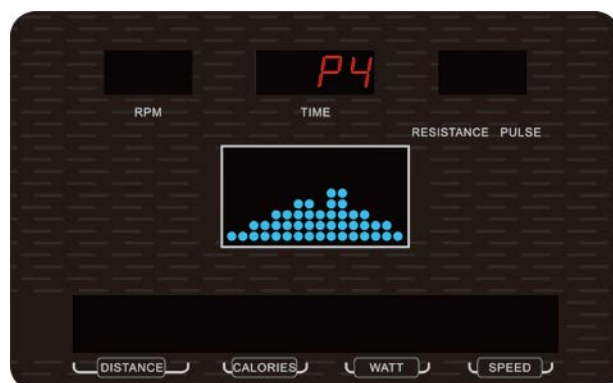 P4
RPM TIME
RESISTANCE PULSE
DISTANCE CALORIES WATT SPEED